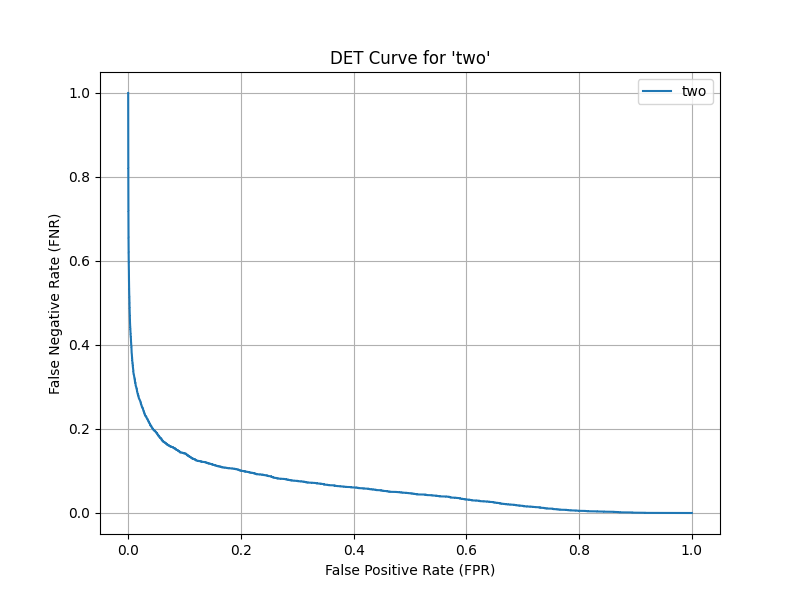 DET Curve for 'two'
two
1.0
0.8
0.6
0.4
0.2
0.0
False Negative Rate (FNR)
0.0 0.2 0.4 0.6 0.8 1.0
False Positive Rate (FPR)